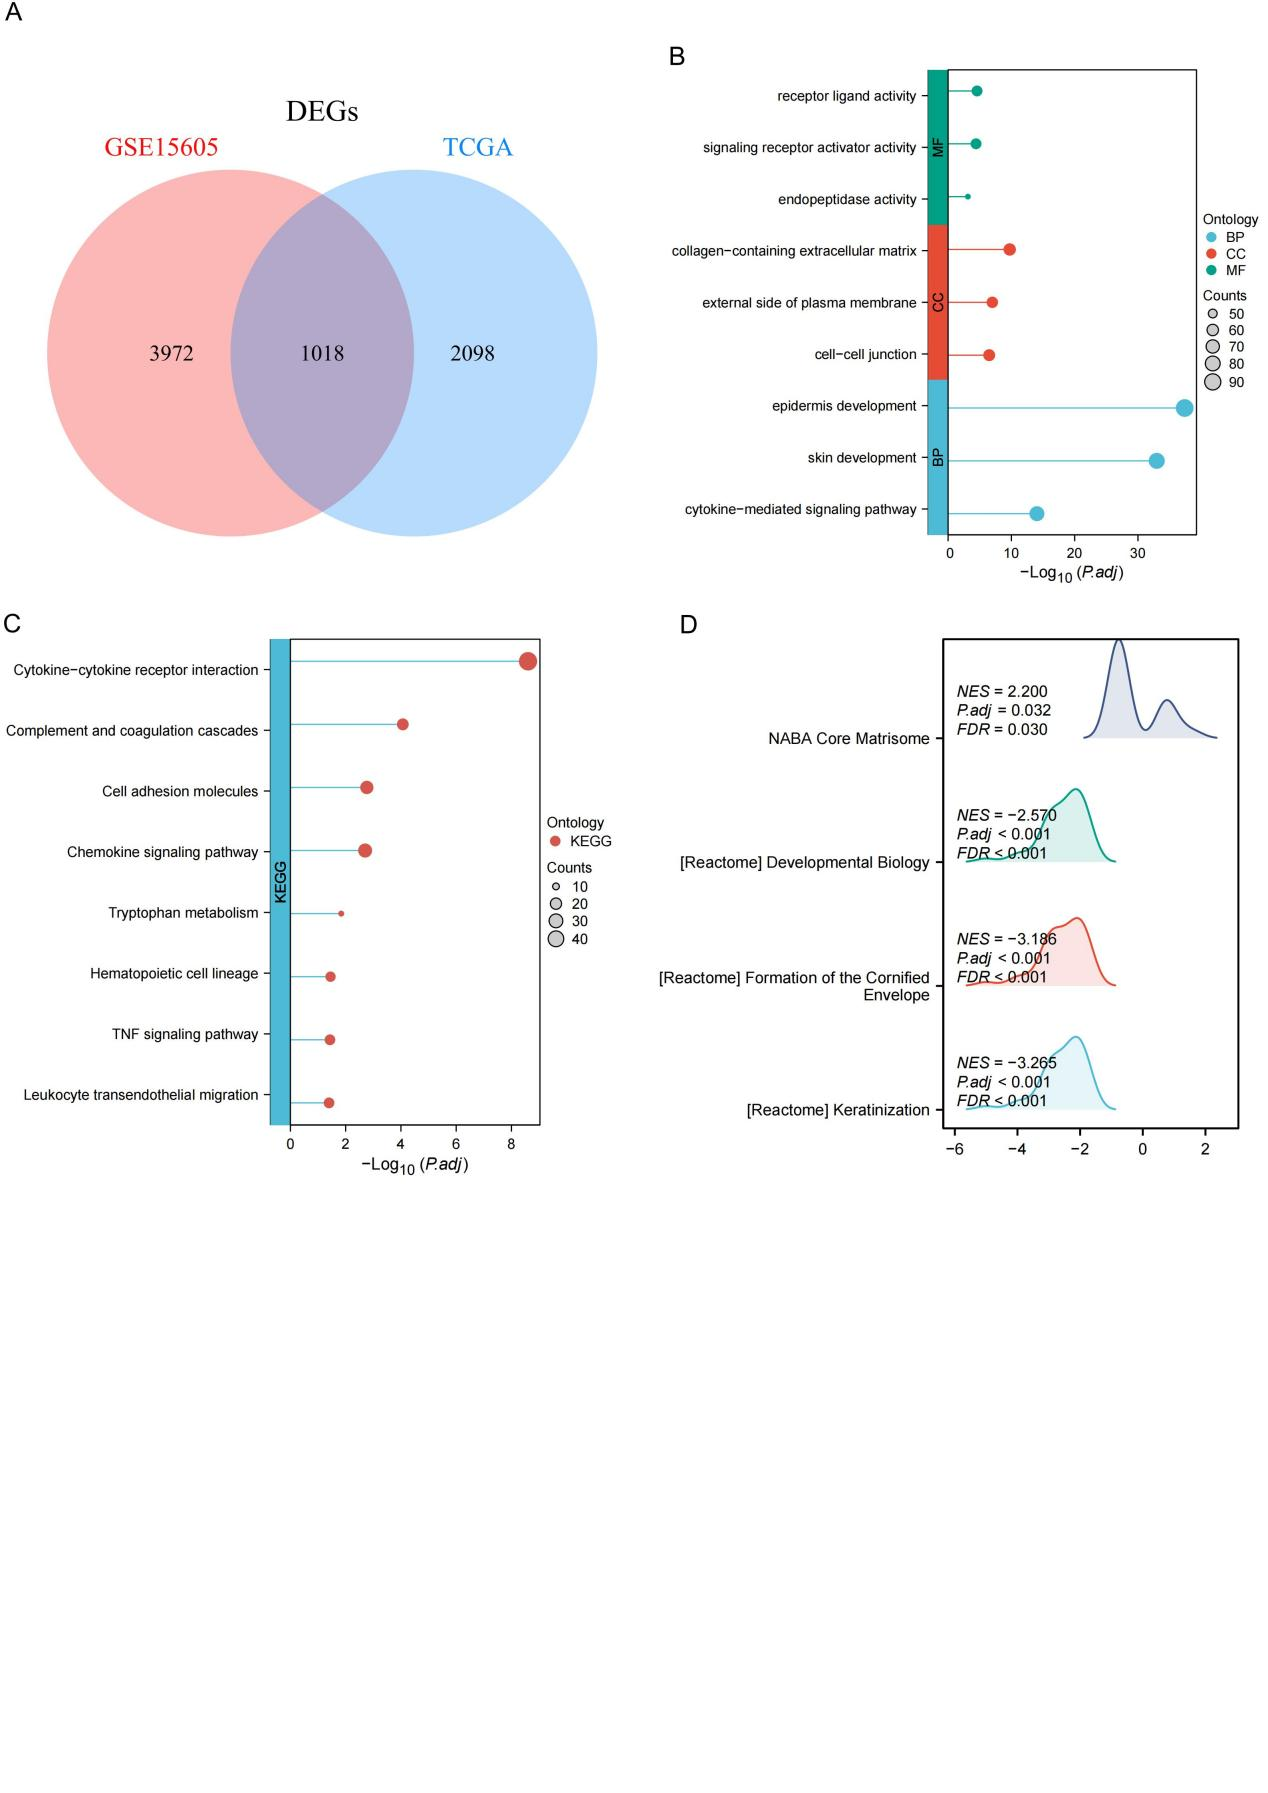 A
DEGs
GSE15605
TCGA
3972
1018
2098
B
receptor ligand activity
signaling receptor activator activity
endopeptidase activity
collagen−containing extracellular matrix
external side of plasma membrane
cell−cell junction
epidermis development
skin development
cytokine−mediated signaling pathway
MF
CC
BP
0
10
20
30
−Log10 (P.adj)
Ontology
BP
CC
MF
Counts
50
60
70
80
90
C
Cytokine−cytokine receptor interaction
Complement and coagulation cascades
Cell adhesion molecules
Chemokine signaling pathway
Tryptophan metabolism
Hematopoietic cell lineage
TNF signaling pathway
Leukocyte transendothelial migration
KEGG
0
2
4
6
8
−Log10 (P.adj)
Ontology
KEGG
Counts
10
20
30
40
D
NES = 2.200
P.adj = 0.032
FDR = 0.030
NABA Core Matrisome
NES = −2.570
P.adj < 0.001
FDR < 0.001
[Reactome] Developmental Biology
NES = −3.186
P.adj < 0.001
FDR < 0.001
[Reactome] Formation of the Cornified
Envelope
NES = −3.265
P.adj < 0.001
FDR < 0.001
[Reactome] Keratinization
−6
−4
−2
0
2